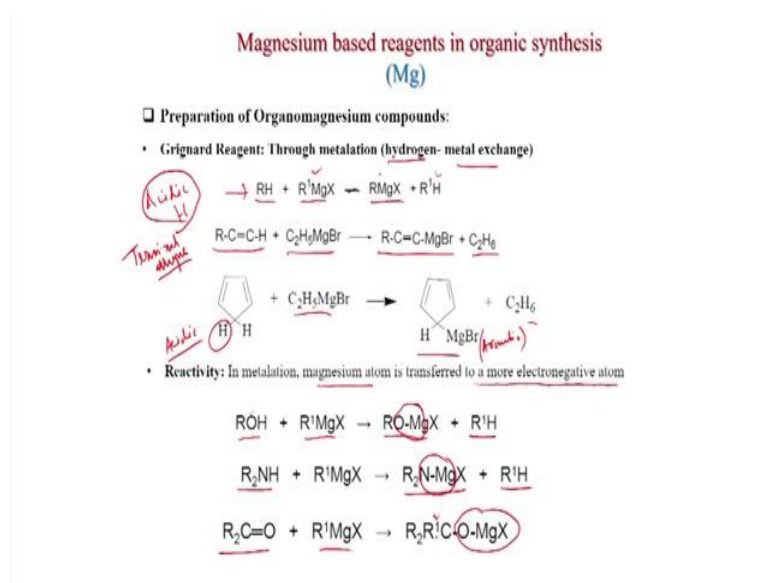 Magnesium based reagents in organic synthesis
(Mg)
❑ Preparation of Organomagnesium compounds:
• Grignard Reagent: Through metalation (hydrogen- metal exchange)
Acidic
H
→ RH + R¹MgX – RMgX + R¹H
Terminal
alkyne
R-C=C-H + C₂H₅MgBr → R-C=C-MgBr + C₂H₆
+ C₂H₅MgBr → + C₂H₆
Acidic H H H MgBr (Aromatic)
• Reactivity: In metalation, magnesium atom is transferred to a more electronegative atom
ROH + R¹MgX → RO-MgX + R¹H
R₂NH + R¹MgX → R₂N-MgX + R¹H
R₂C=O + R¹MgX → R₂R¹C-O-MgX